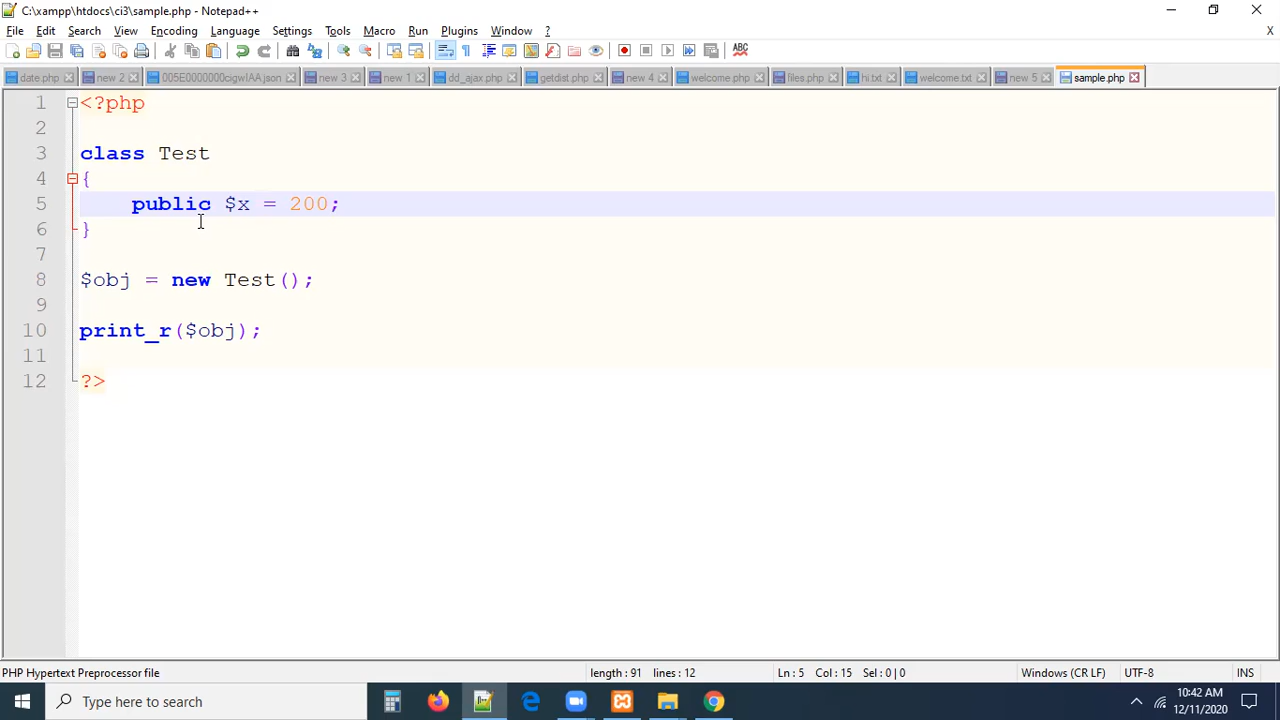 C:\xampp\htdocs\ci3\sample.php - Notepad++
File Edit Search View Encoding Language Settings Tools Macro Run Plugins Window ? X
date.php new 2 005E0000000cigwIAA.json new 3 new 1 dd_ajax.php getdist.php new 4 welcome.php files.php hi.txt welcome.txt new 5 sample.php
1 <?php
2
3 class Test
4 {
5 public $x = 200;
6 }
7
8 $obj = new Test();
9
10 print_r($obj);
11
12 ?>
PHP Hypertext Preprocessor file length : 91 lines : 12 Ln : 5 Col : 15 Sel : 0 | 0 Windows (CR LF) UTF-8 INS
Type here to search
10:42 AM
12/11/2020